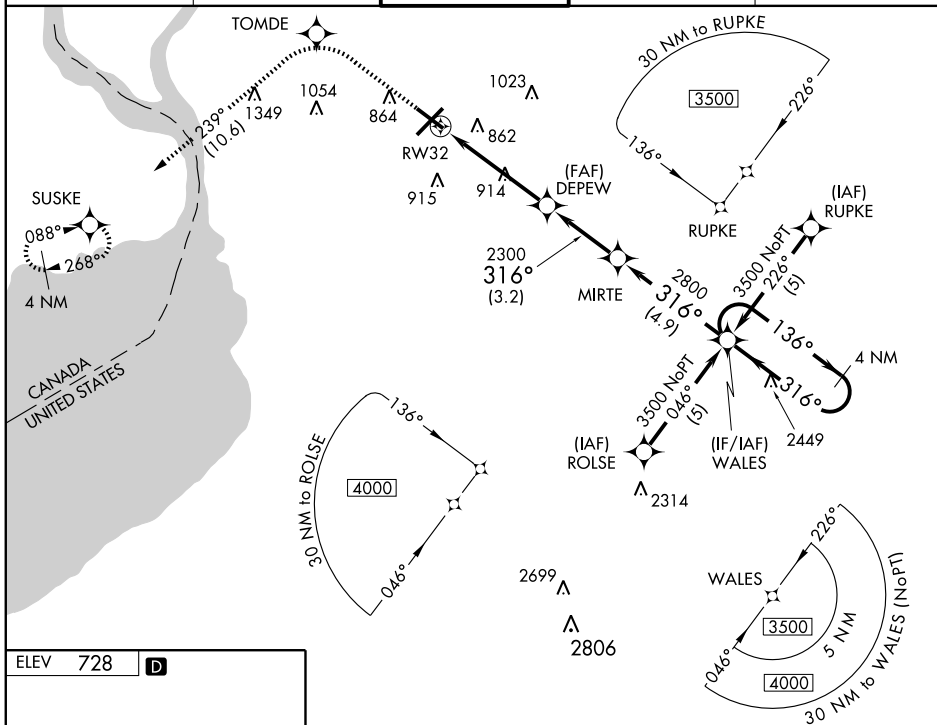 TOMDE
30 NM to RUPKE
3500
226°
136°
RUPKE
1023
1054
1349
864
239°
(10.6)
862
RW32
915
914
(FAF)
DEPEW
(IAF)
RUPKE
SUSKE
088°
268°
4 NM
2300
316°
(3.2)
MIRTE
2800
316°
(4.9)
3500 NoPT
226°
(5)
136°
4 NM
316°
2449
CANADA
UNITED STATES
3500 NoPT
046°
(5)
(IAF)
ROLSE
(IF/IAF)
WALES
2314
30 NM to ROLSE
136°
4000
046°
2699
2806
WALES
226°
3500
5 NM
046°
4000
30 NM to WALES (NoPT)
ELEV 728 D